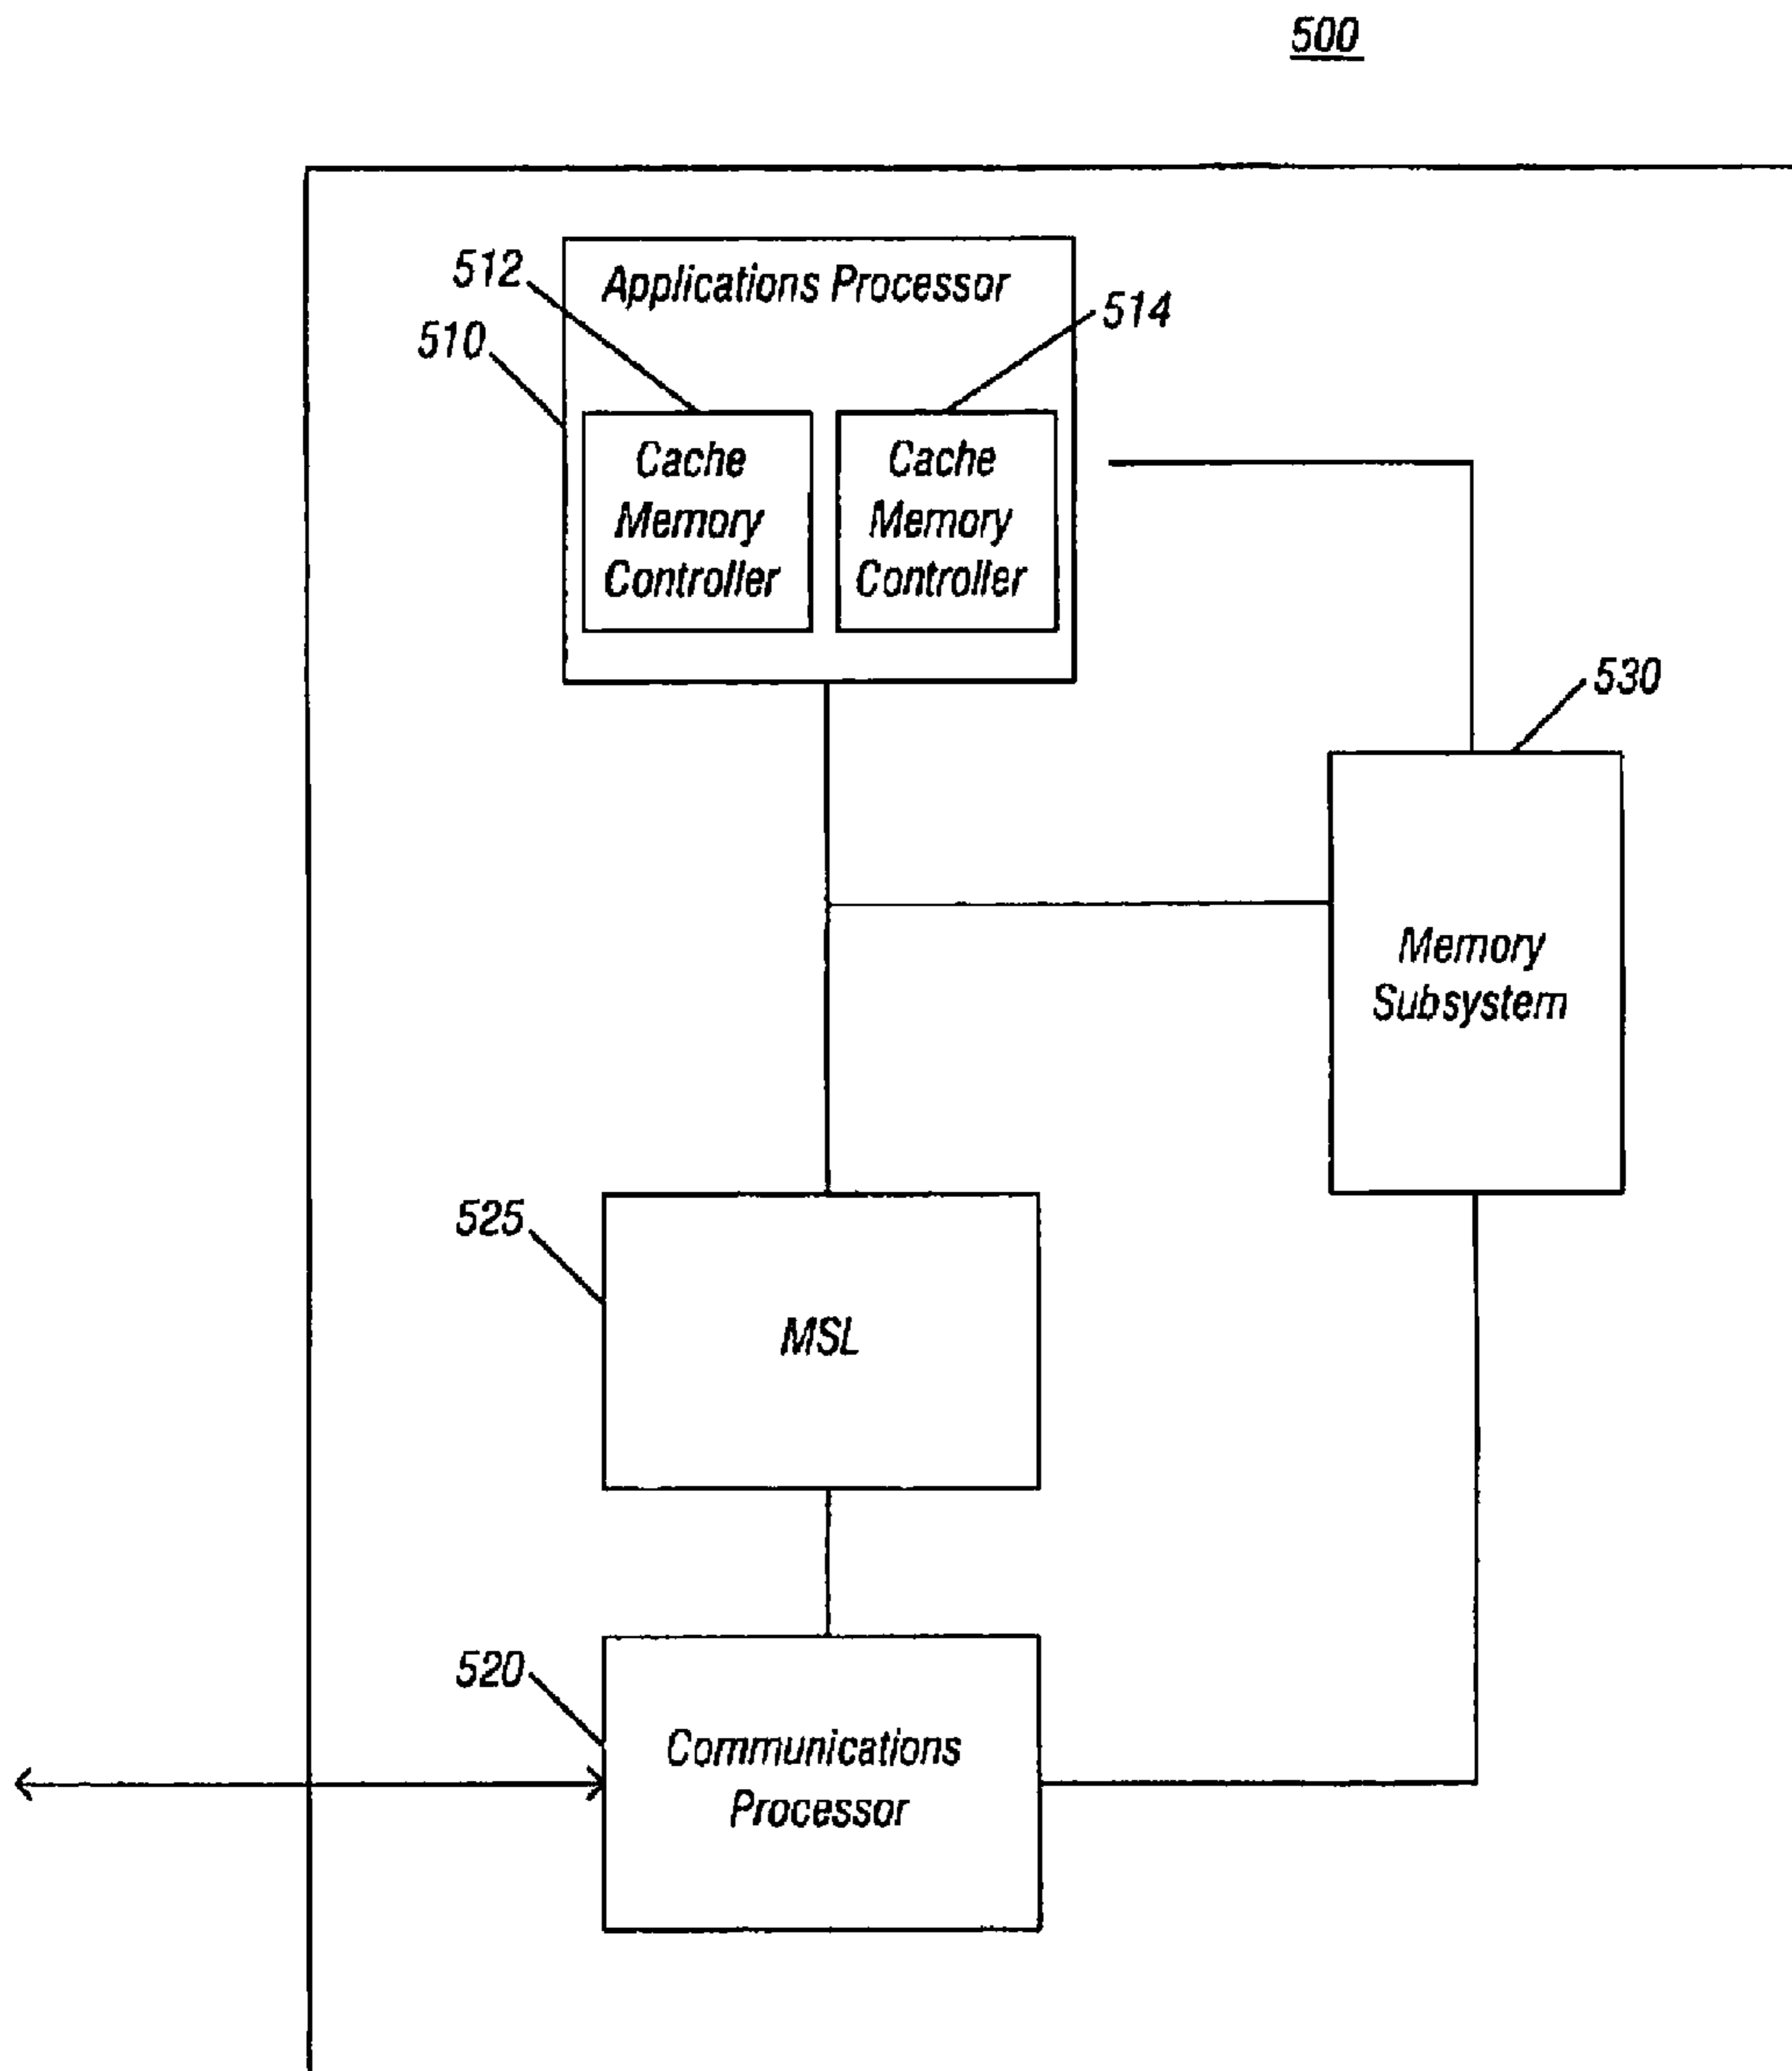 500
512
Applications Processor
514
510
Cache
Memory
Controller
Cache
Memory
Controller
530
Memory
Subsystem
525
MSL
520
Communications
Processor